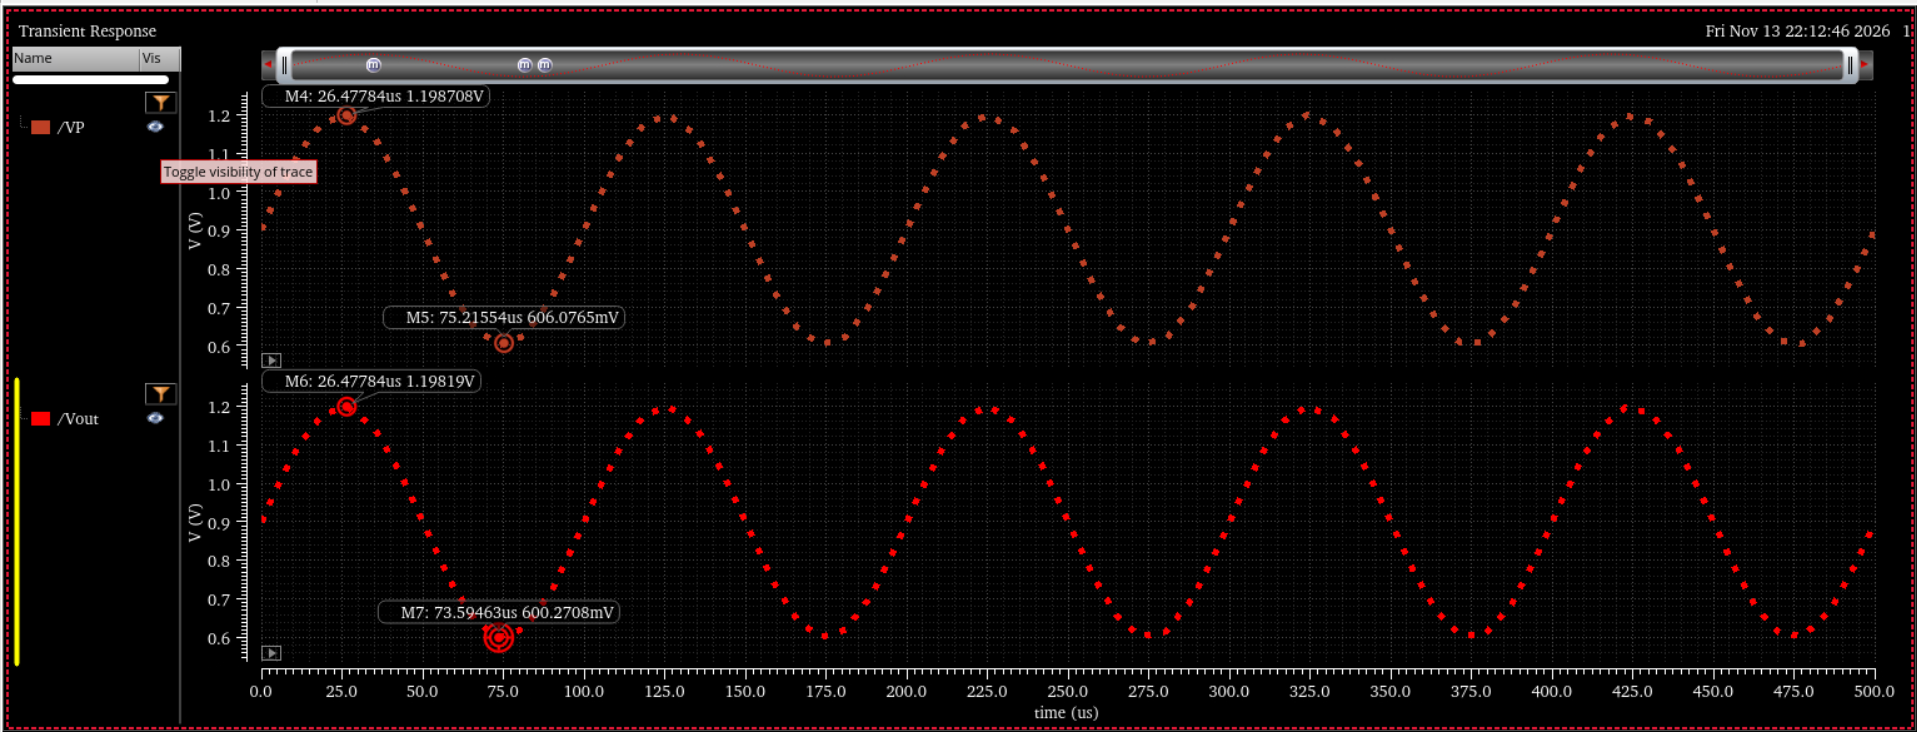 Transient Response
Fri Nov 13 22:12:46 2026 1
Name Vis
m m m
M4: 26.47784us 1.198708V
/VP
Toggle visibility of trace
1.2
1.1
1.0
0.9
0.8
0.7
0.6
V (V)
M5: 75.21554us 606.0765mV
M6: 26.47784us 1.19819V
/Vout
1.2
1.1
1.0
0.9
0.8
0.7
0.6
V (V)
M7: 73.59463us 600.2708mV
0.0 25.0 50.0 75.0 100.0 125.0 150.0 175.0 200.0 225.0 250.0 275.0 300.0 325.0 350.0 375.0 400.0 425.0 450.0 475.0 500.0
time (us)